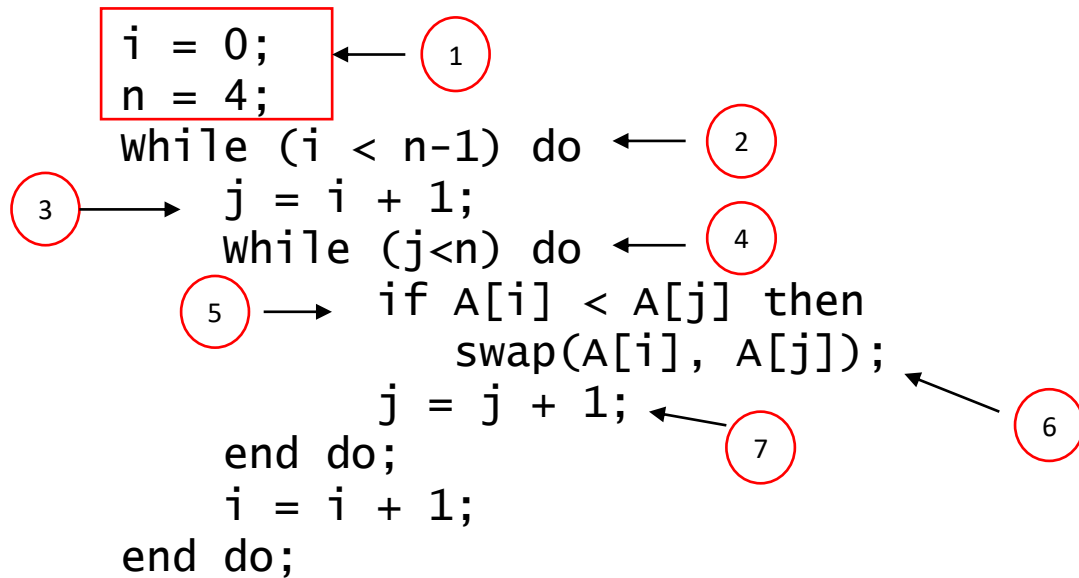 i = 0;
1
n = 4;
While (i < n-1) do
2
3
j = i + 1;
While (j<n) do
4
5
if A[i] < A[j] then
swap(A[i], A[j]);
6
j = j + 1;
7
end do;
i = i + 1;
end do;